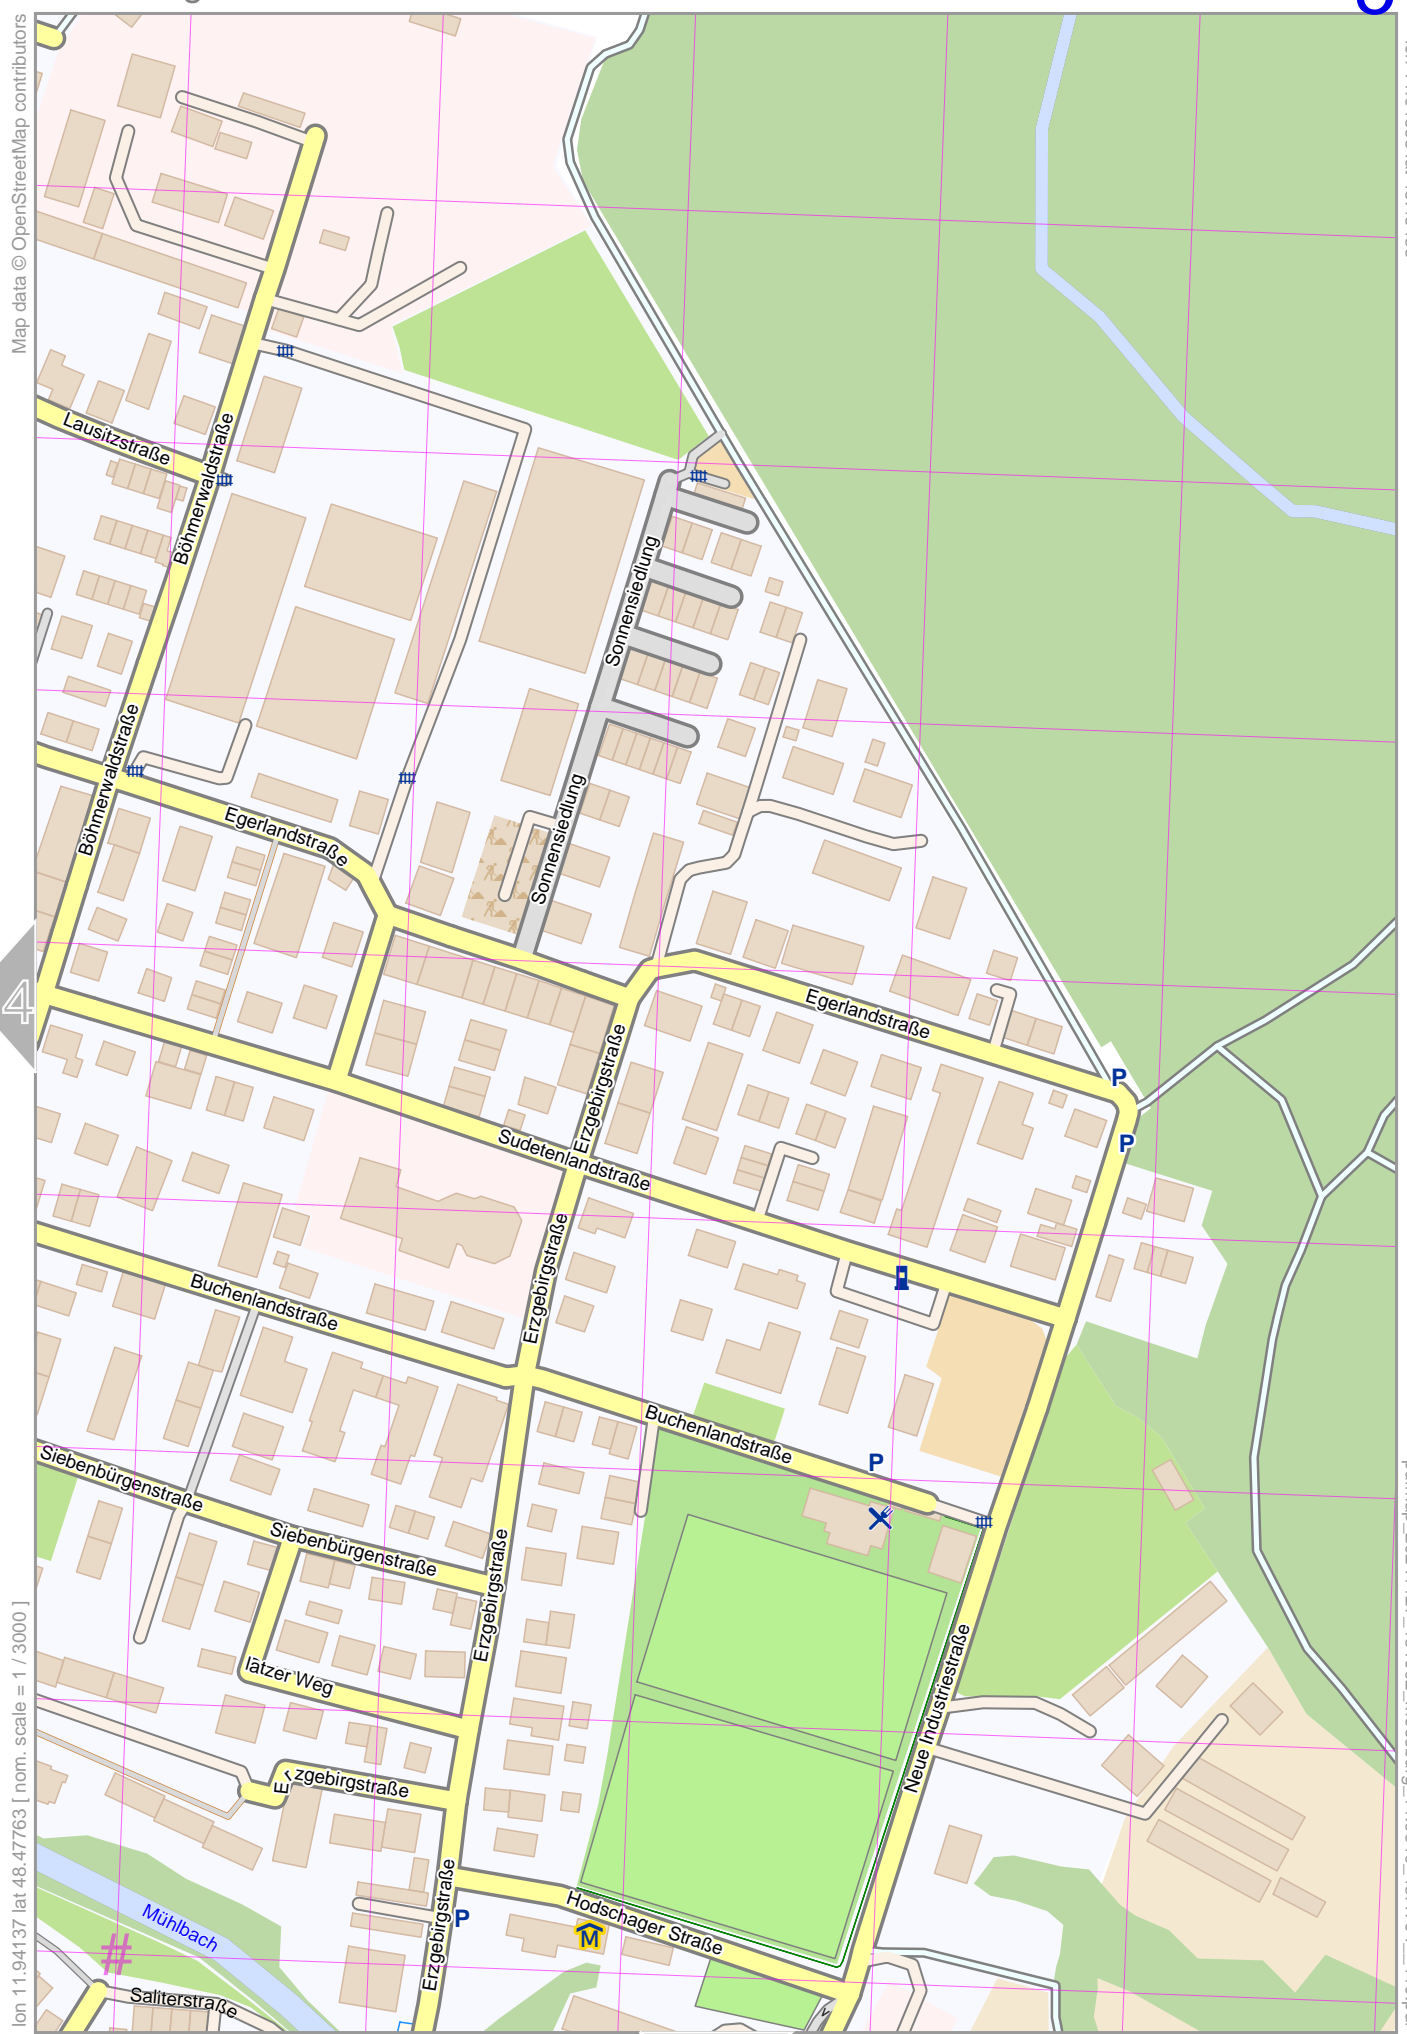 Map data © OpenStreetMap contributors
Lausitzstraße
Böhmerwaldstraße
Sonnensiedlung
Böhmerwaldstraße
Egerlandstraße
Sonnensiedlung
4
Egerlandstraße
P
P
Erzgebirgstraße
Sudetenlandstraße
Erzgebirgstraße
Buchenlandstraße
Buchenlandstraße
P
Siebenbürgenstraße
Siebenbürgenstraße
Erzgebirgstraße
latzer Weg
Neue Industriestraße
E
zgebirgstraße
Erzgebirgstraße
P
Hodschager Straße
M
Mühlbach
#
Saliterstraße
lon 11.94137 lat 48.47763 [ nom. scale = 1 / 3000 ]